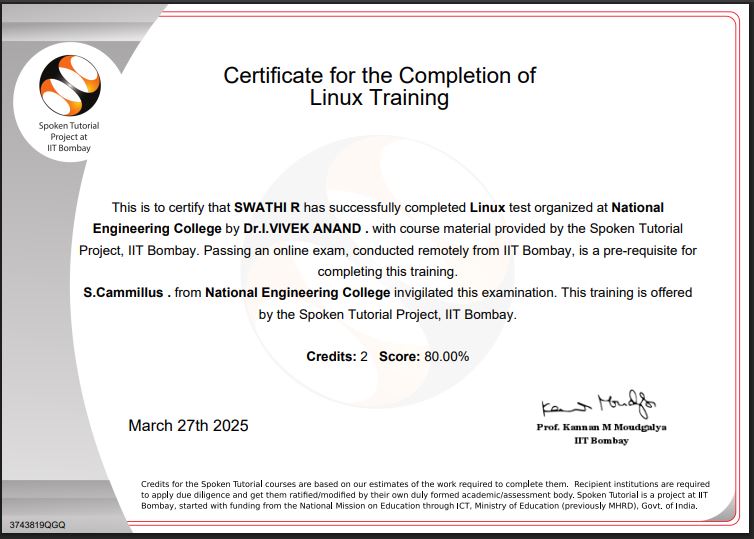 Spoken Tutorial
Project at
IIT Bombay
Certificate for the Completion of
Linux Training
This is to certify that SWATHI R has successfully completed Linux test organized at National
Engineering College by Dr.I.VIVEK ANAND . with course material provided by the Spoken Tutorial
Project, IIT Bombay. Passing an online exam, conducted remotely from IIT Bombay, is a pre-requisite for
completing this training.
S.Cammillus . from National Engineering College invigilated this examination. This training is offered
by the Spoken Tutorial Project, IIT Bombay.
Credits: 2 Score: 80.00%
March 27th 2025
Prof. Kannan M Moudgalya
IIT Bombay
Credits for the Spoken Tutorial courses are based on our estimates of the work required to complete them. Recipient institutions are required
to apply due diligence and get them ratified/modified by their own duly formed academic/assessment body. Spoken Tutorial is a project at IIT
Bombay, started with funding from the National Mission on Education through ICT, Ministry of Education (previously MHRD), Govt. of India.
3743819QGQ